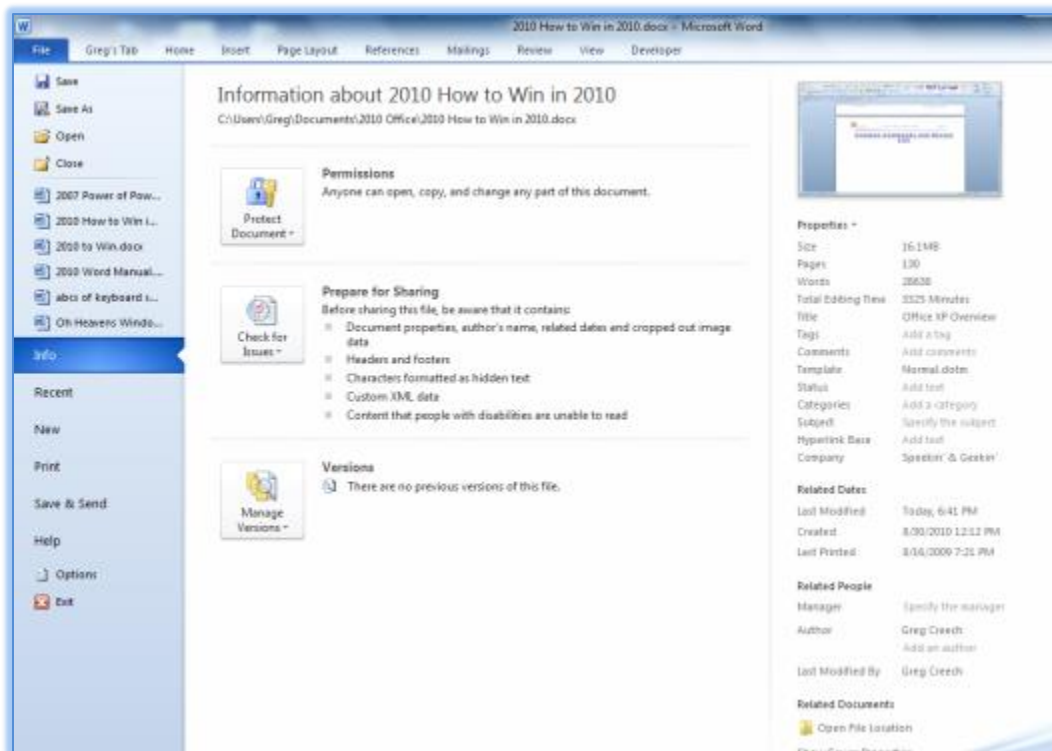 2010 How to Win in 2010.docx - Microsoft Word
File Greg's Tab Home Insert Page Layout References Mailings Review View Developer
Save
Save As
Open
Close
2007 Power of Pow...
2010 How to Win i...
2010 to Win.docx
2010 Word Manual....
abcs of keyboard s...
Oh Heavens Windo...
Info
Recent
New
Print
Save & Send
Help
Options
Exit
Information about 2010 How to Win in 2010
C:\Users\Greg\Documents\2010 Office\2010 How to Win in 2010.docx
Protect
Document
Permissions
Anyone can open, copy, and change any part of this document.
Check for
Issues
Prepare for Sharing
Before sharing this file, be aware that it contains:
Document properties, author's name, related dates and cropped out image
data
Headers and footers
Characters formatted as hidden text
Custom XML data
Content that people with disabilities are unable to read
Manage
Versions
Versions
There are no previous versions of this file.
Properties
Size 16.1MB
Pages 130
Words
Total Editing Time 3325 Minutes
Title Office XP Overview
Tags Add a tag
Comments Add comments
Template Normal.dotm
Status Add text
Categories Add a category
Subject Specify the subject
Hyperlink Base Add text
Company Speekin' & Geekin'
Related Dates
Last Modified Today, 6:41 PM
Created 8/30/2010 12:12 PM
Last Printed 8/16/2009 7:21 PM
Related People
Manager Specify the manager
Author Greg Creech
Add an author
Last Modified By Greg Creech
Related Documents
Open File Location